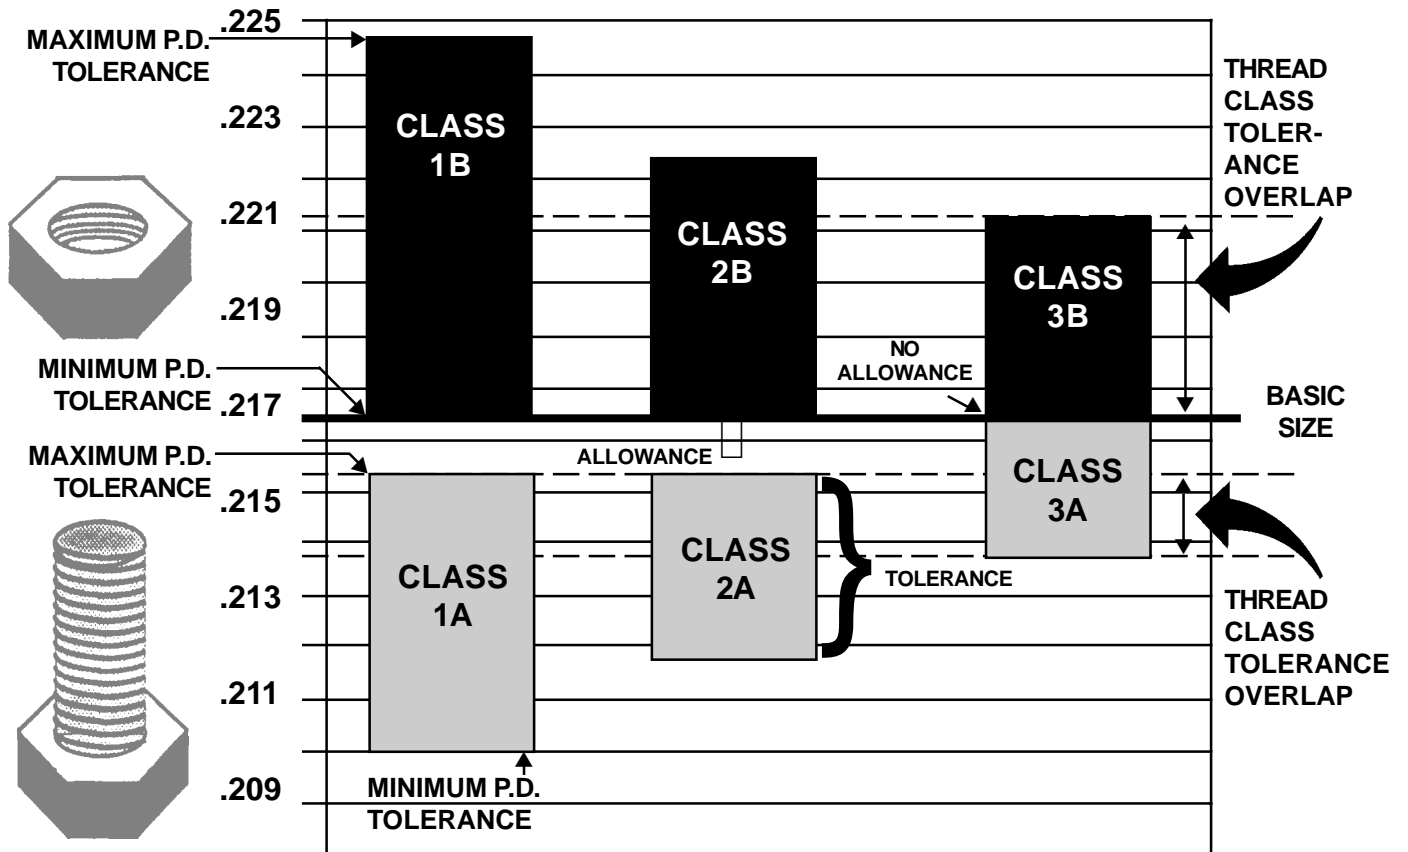 .225
MAXIMUM P.D.
TOLERANCE
THREAD
CLASS
TOLER-
ANCE
OVERLAP
.223
CLASS
1B
.221
CLASS
2B
CLASS
3B
.219
NO
ALLOWANCE
MINIMUM P.D.
TOLERANCE
.217
BASIC
SIZE
MAXIMUM P.D.
TOLERANCE
ALLOWANCE
.215
CLASS
3A
CLASS
2A
CLASS
1A
TOLERANCE
.213
THREAD
CLASS
TOLERANCE
OVERLAP
.211
.209
MINIMUM P.D.
TOLERANCE